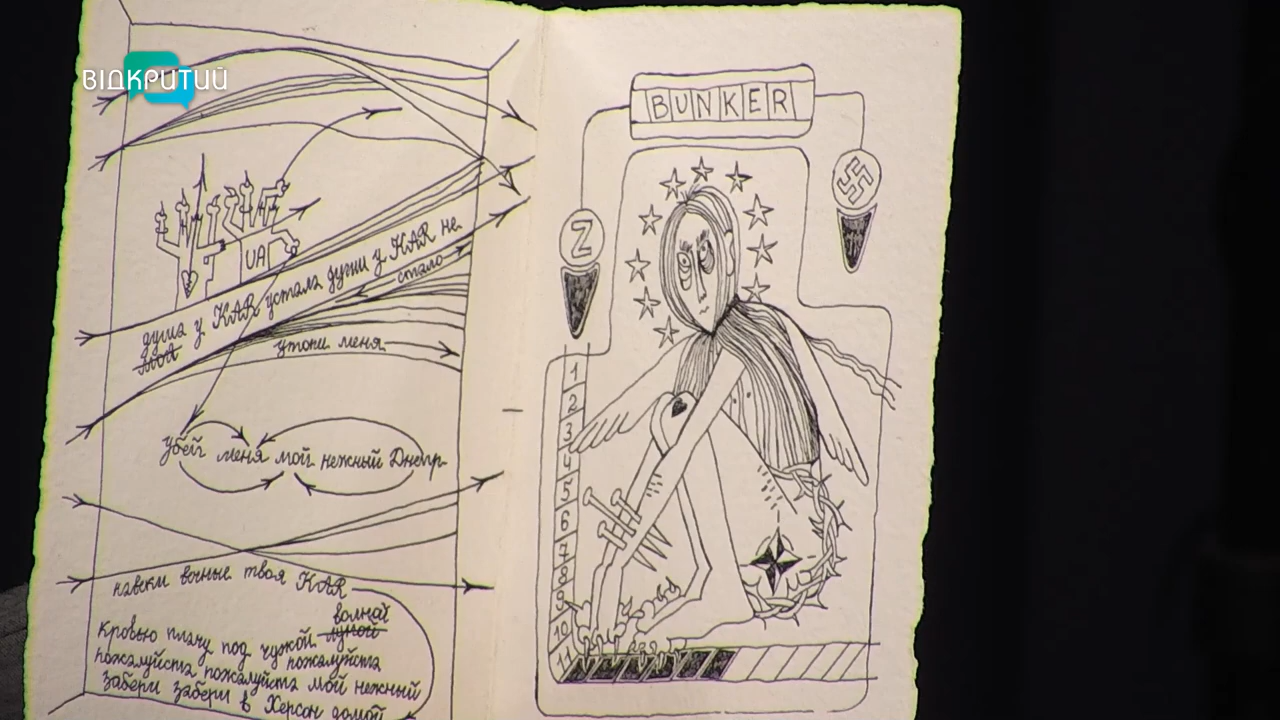 ВІДКРИТИЙ
UA
душа у KAR устала души у KAR не
стало
моя
утопи меня
убей меня мой нежный Днепр
навеки вечные твоя KAR
волной
кровью плачу под чужой луной
пожалуйста пожалуйста пожалуйста мой нежный
забери забери в Херсон домой
BUNKER
Z
1
2
3
4
5
6
7
8
9
10
11